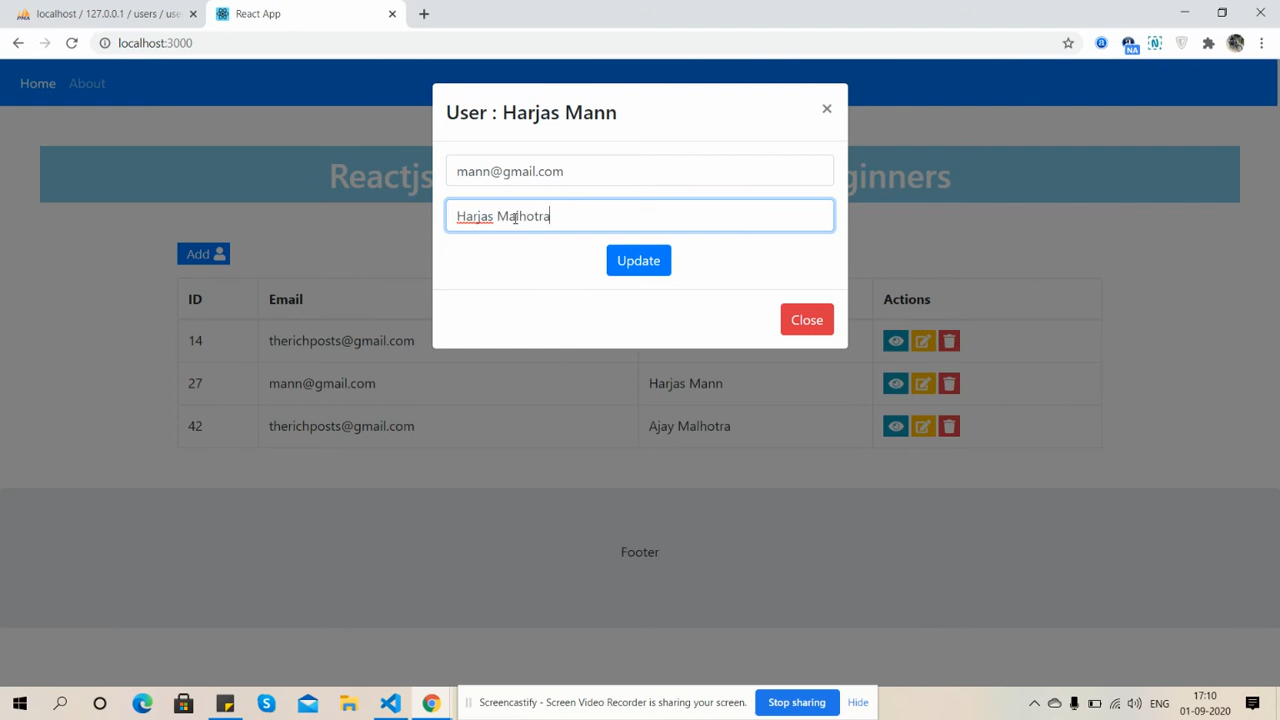 localhost / 127.0.0.1 / users / use
React App
localhost:3000
NA
Home About
User : Harjas Mann
×
mann@gmail.com
Reactjs
ginners
Harjas Malhotra
Add
Update
ID Email Actions
Close
14 therichposts@gmail.com
27 mann@gmail.com Harjas Mann
42 therichposts@gmail.com Ajay Malhotra
Footer
Screencastify - Screen Video Recorder is sharing your screen. Stop sharing Hide
ENG
17:10
01-09-2020